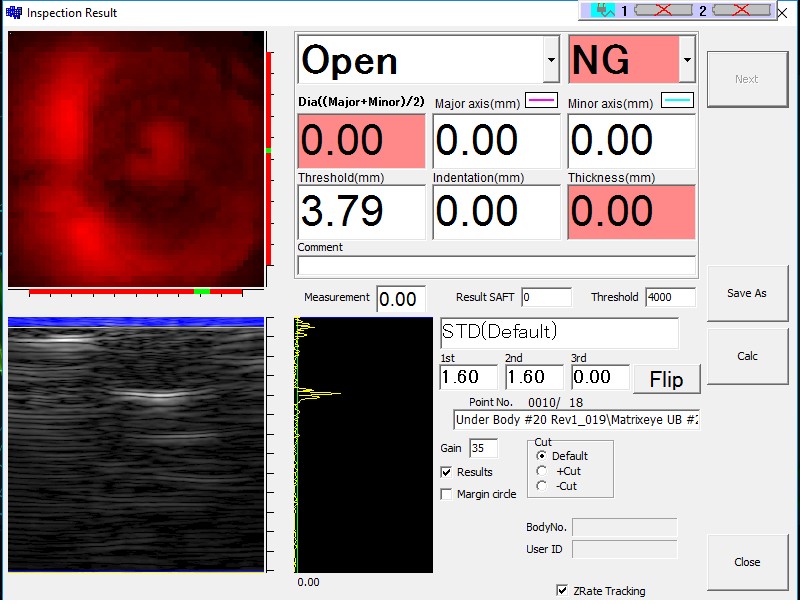 Inspection Result
1 2
Open NG
Next
Dia((Major+Minor)/2) Major axis(mm) Minor axis(mm)
0.00 0.00 0.00
Threshold(mm) Indentation(mm) Thickness(mm)
3.79 0.00 0.00
Comment
Measurement 0.00 Result SAFT 0 Threshold 4000
Save As
STD(Default)
1st 2nd 3rd
1.60 1.60 0.00 Flip
Calc
Point No. 0010/ 18
Under Body #20 Rev1_019\Matrixeye UB #2
Gain 35
Cut
Default
Results
+Cut
Margin circle
-Cut
BodyNo.
User ID
Close
0.00
ZRate Tracking